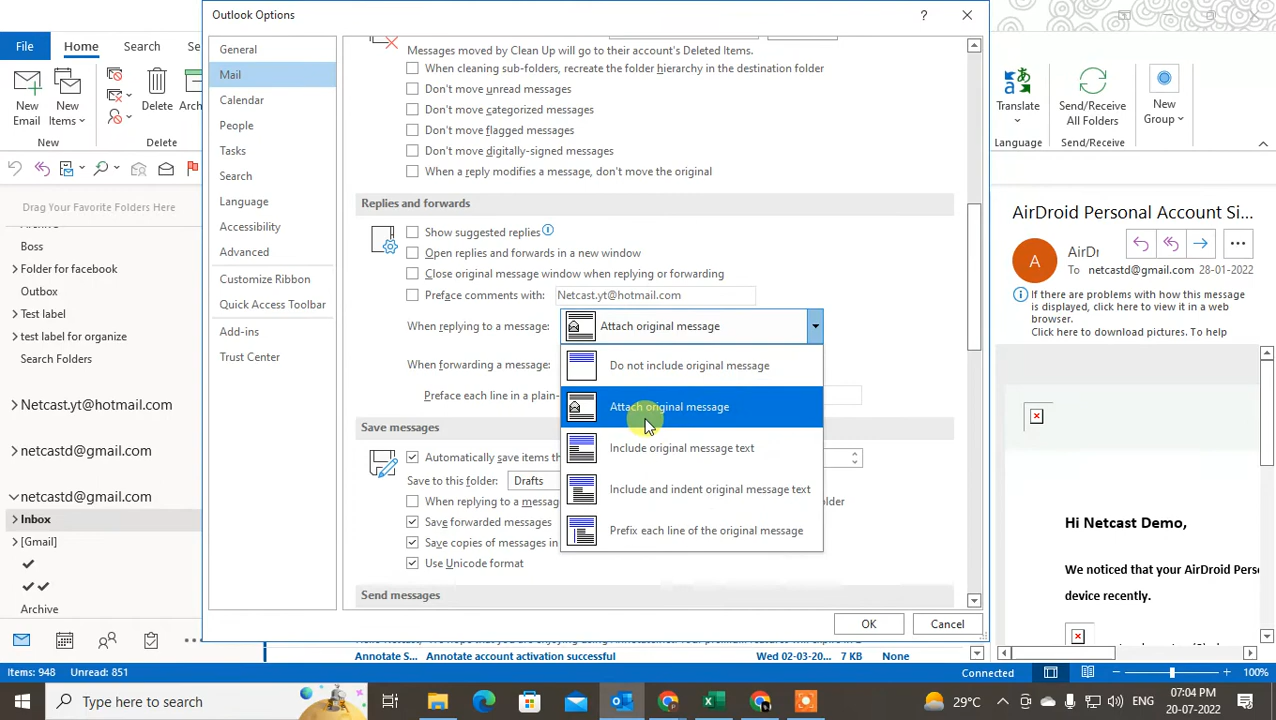 Outlook Options
?
File
Home
Search
Se
New
Email
New
Items
Delete
Arch
New
Delete
Drag Your Favorite Folders Here
Boss
Folder for facebook
Outbox
Test label
test label for organize
Search Folders
Netcast.yt@hotmail.com
netcastd@gmail.com
netcastd@gmail.com
Inbox
[Gmail]
Archive
Items: 948
Unread: 851
General
Mail
Calendar
People
Tasks
Search
Language
Accessibility
Advanced
Customize Ribbon
Quick Access Toolbar
Add-ins
Trust Center
Messages moved by Clean Up will go to their account's Deleted Items.
When cleaning sub-folders, recreate the folder hierarchy in the destination folder
Don't move unread messages
Don't move categorized messages
Don't move flagged messages
Don't move digitally-signed messages
When a reply modifies a message, don't move the original
Replies and forwards
Show suggested replies
Open replies and forwards in a new window
Close original message window when replying or forwarding
Preface comments with:
Netcast.yt@hotmail.com
When replying to a message:
Attach original message
Do not include original message
When forwarding a message:
Preface each line in a plain-
Attach original message
Include original message text
Include and indent original message text
Prefix each line of the original message
Save messages
Automatically save items th
Save to this folder:
Drafts
When replying to a messag
older
Save forwarded messages
Save copies of messages in
Use Unicode format
Send messages
OK
Cancel
Annotate S...
Annotate account activation successful
Wed 02-03-20...
7 KB
None
Translate
Language
Send/Receive
All Folders
Send/Receive
New
Group
AirDroid Personal Account Si...
A
AirDr
To
netcastd@gmail.com
28-01-2022
If there are problems with how this message
is displayed, click here to view it in a web
browser.
Click here to download pictures. To help
Hi Netcast Demo,
We noticed that your AirDroid Perso
device recently.
Connected
100%
Type here to search
29°C
ENG
07:04 PM
20-07-2022